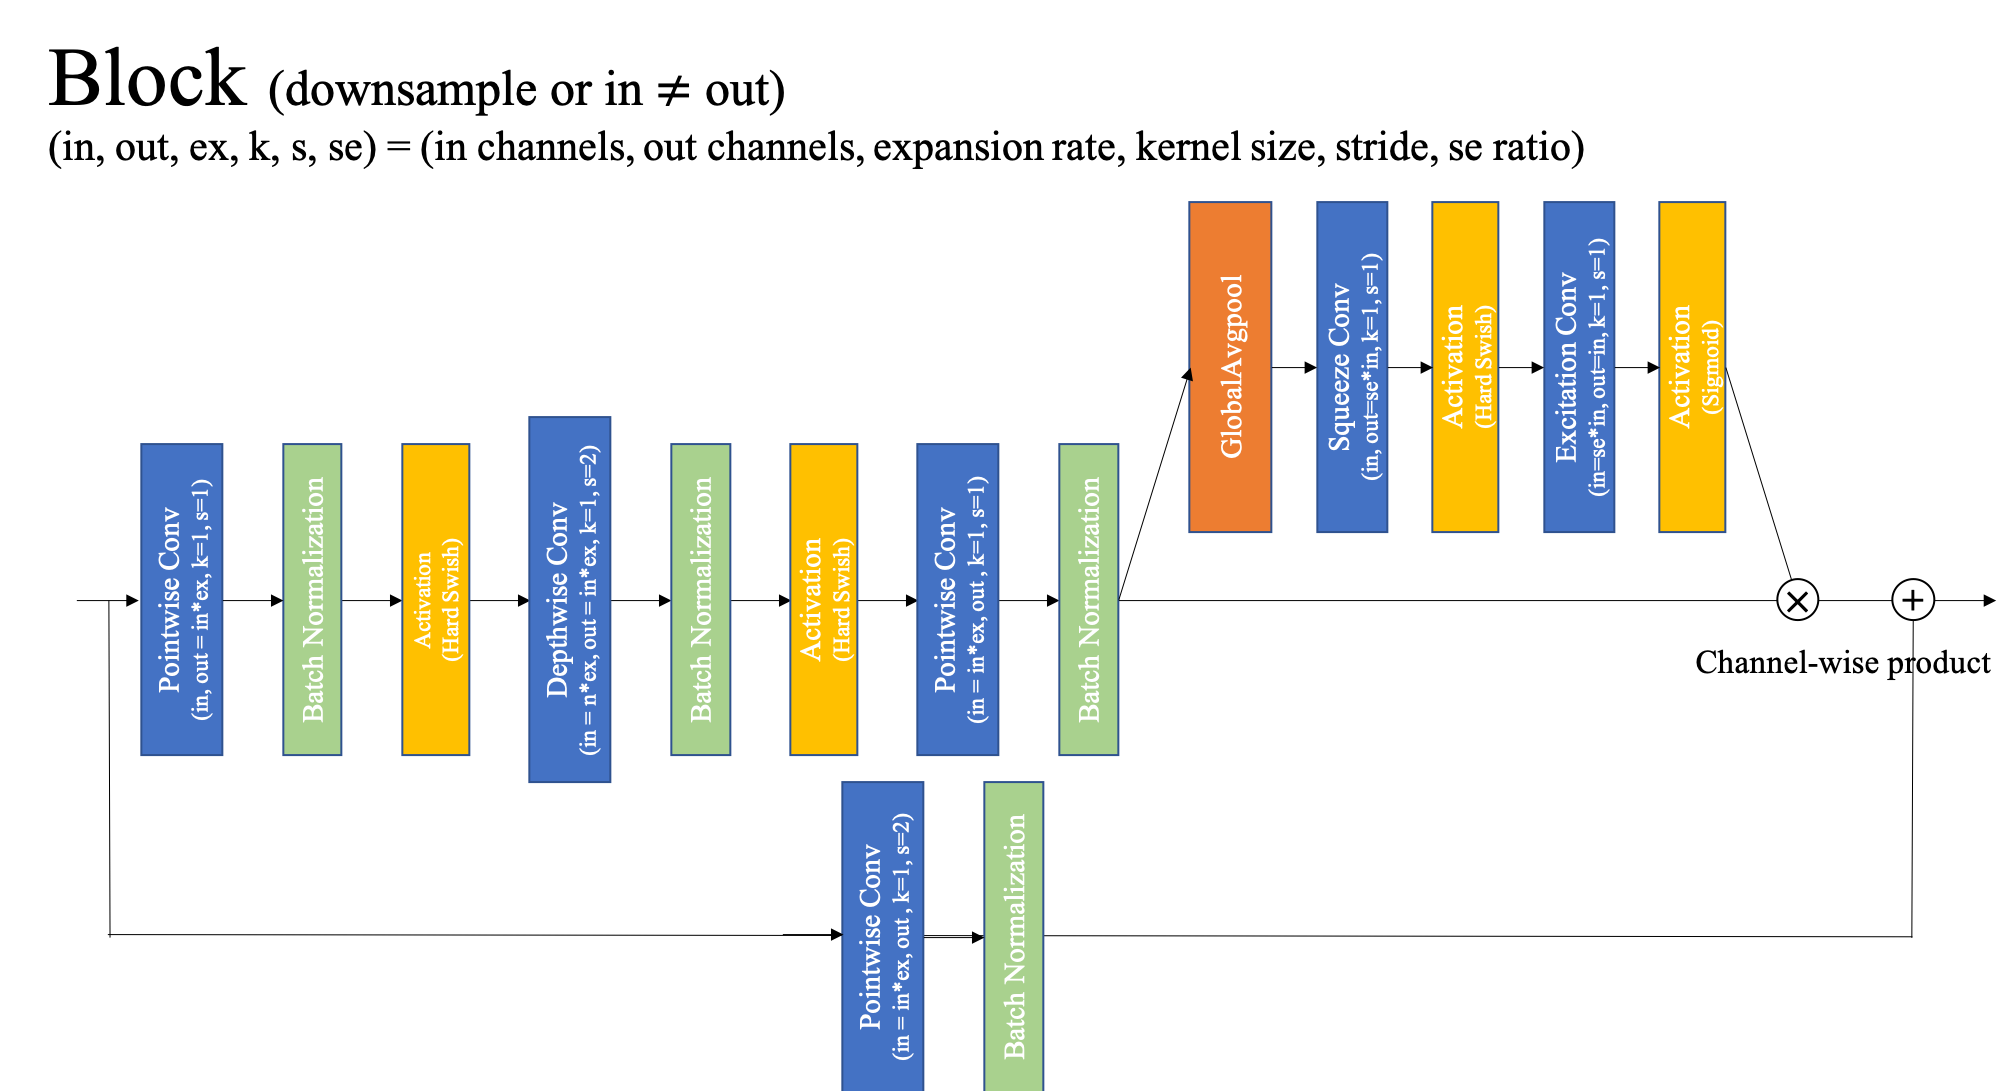 Block (downsample or in ≠ out)
(in, out, ex, k, s, se) = (in channels, out channels, expansion rate, kernel size, stride, se ratio)
GlobalAvgpool
Squeeze Conv
(in, out=se*in, k=1, s=1)
Activation
(Hard Swish)
Excitation Conv
(in=se*in, out=in, k=1, s=1)
Activation
(Sigmoid)
Pointwise Conv
(in, out = in*ex, k=1, s=1)
Batch Normalization
Activation
(Hard Swish)
Depthwise Conv
(in = n*ex, out = in*ex, k=1, s=2)
Batch Normalization
Activation
(Hard Swish)
Pointwise Conv
(in = in*ex, out , k=1, s=1)
Batch Normalization
Channel-wise product
Pointwise Conv
(in = in*ex, out , k=1, s=2)
Batch Normalization